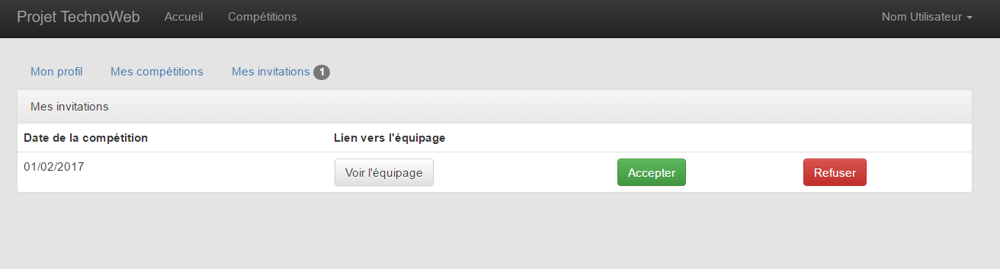 Projet TechnoWeb Accueil Compétitions Nom Utilisateur
Mon profil Mes compétitions Mes invitations 1
Mes invitations
Date de la compétition Lien vers l'équipage
01/02/2017 Voir l'équipage Accepter Refuser